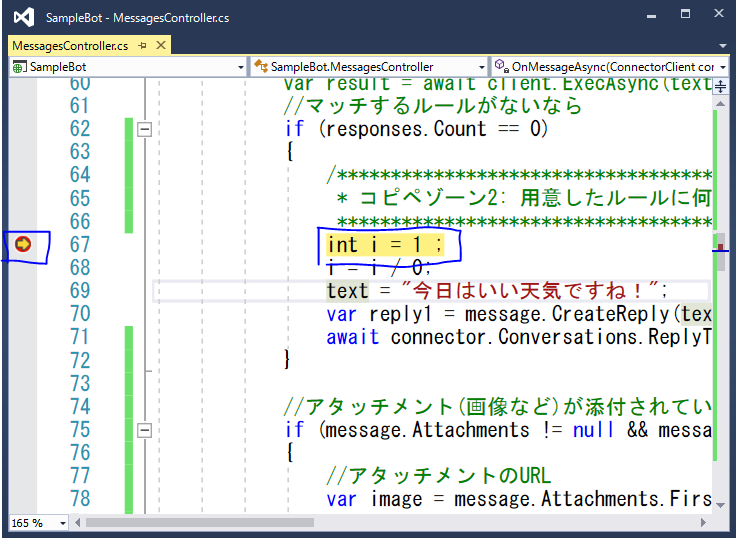 SampleBot - MessagesController.cs
MessagesController.cs
SampleBot
SampleBot.MessagesController
OnMessageAsync(ConnectorClient cor
60 var result = await client.ExecAsync(text
61 //マッチするルールがないなら
62 if (responses.Count == 0)
63 {
64 /***********************************
65 * コピペゾーン2: 用意したルールに何
66 ***********************************
67 int i = 1 ;
68 i = i / 0;
69 text = "今日はいい天気ですね！";
70 var reply1 = message.CreateReply(tex
71 await connector.Conversations.ReplyT
72 }
73
74 //アタッチメント(画像など)が添付されてい
75 if (message.Attachments != null && messa
76 {
77 //アタッチメントのURL
78 var image = message.Attachments.Firs
165 %